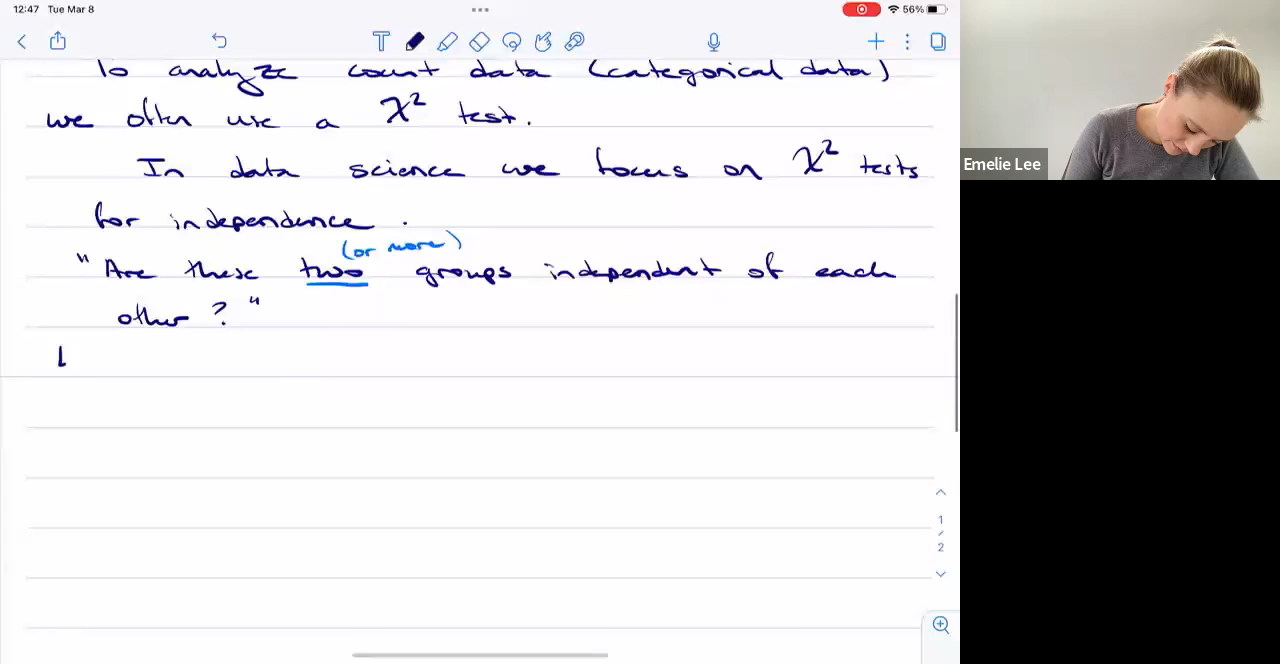 12:47 Tue Mar 8
56%
To analyze count data (categorical data)
we often use a χ² test.
In data science we focus on χ² tests
for independence.
(or more)
"Are these two groups independent of each
other?"
Emelie Lee
1
/
2